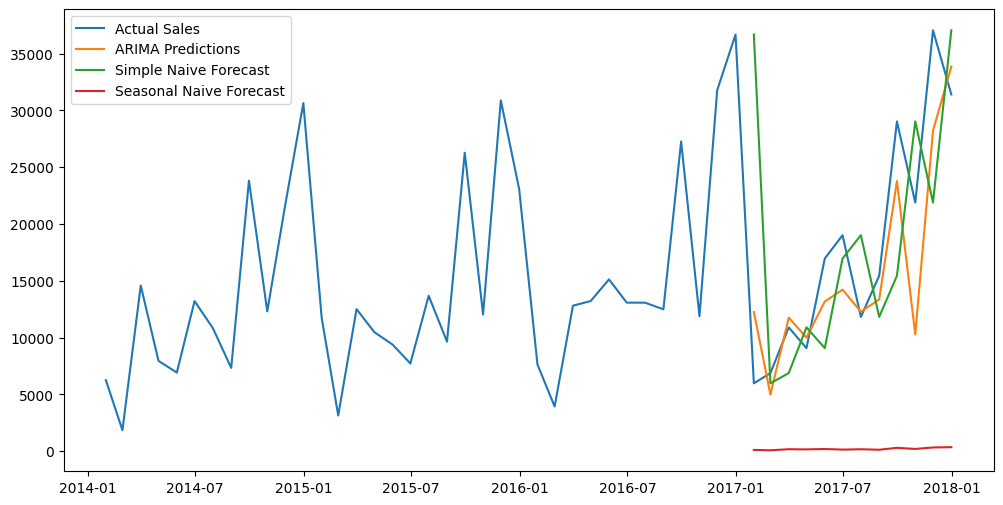 Actual Sales
ARIMA Predictions
Simple Naive Forecast
Seasonal Naive Forecast
35000
30000
25000
20000
15000
10000
5000
0
2014-01 2014-07 2015-01 2015-07 2016-01 2016-07 2017-01 2017-07 2018-01